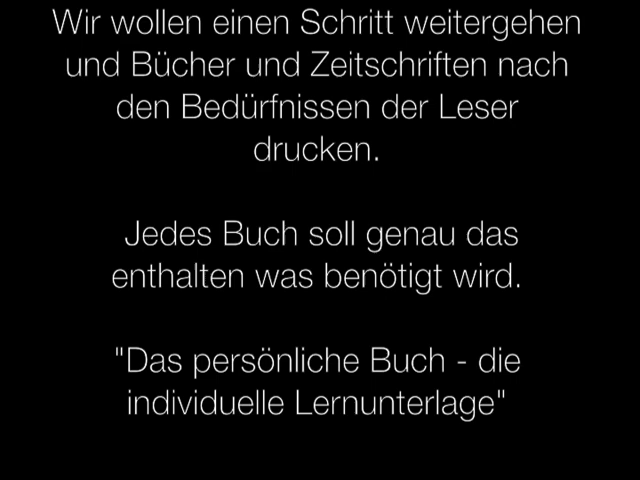 Wir wollen einen Schritt weitergehen
und Bücher und Zeitschriften nach
den Bedürfnissen der Leser
drucken.
Jedes Buch soll genau das
enthalten was benötigt wird.
"Das persönliche Buch - die
individuelle Lernunterlage"